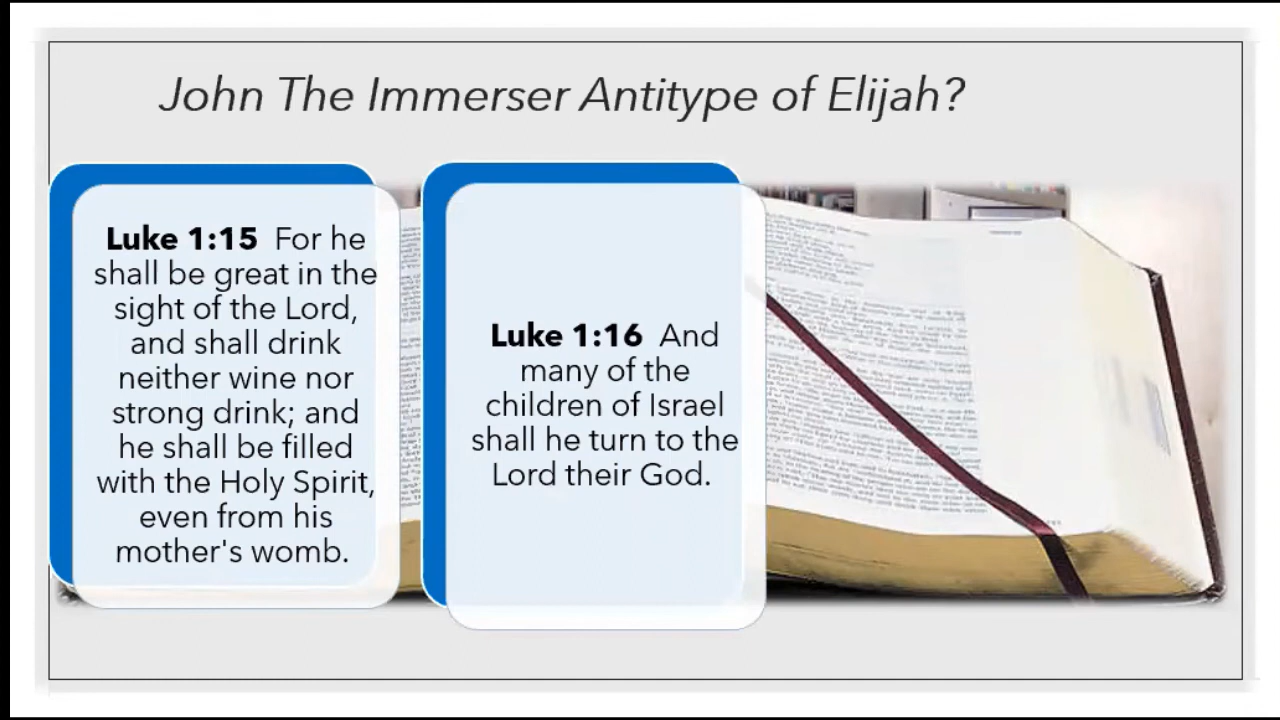 John The Immerser Antitype of Elijah?
Luke 1:15  For he
shall be great in the
sight of the Lord,
and shall drink
neither wine nor
strong drink; and
he shall be filled
with the Holy Spirit,
even from his
mother's womb.
Luke 1:16  And
many of the
children of Israel
shall he turn to the
Lord their God.